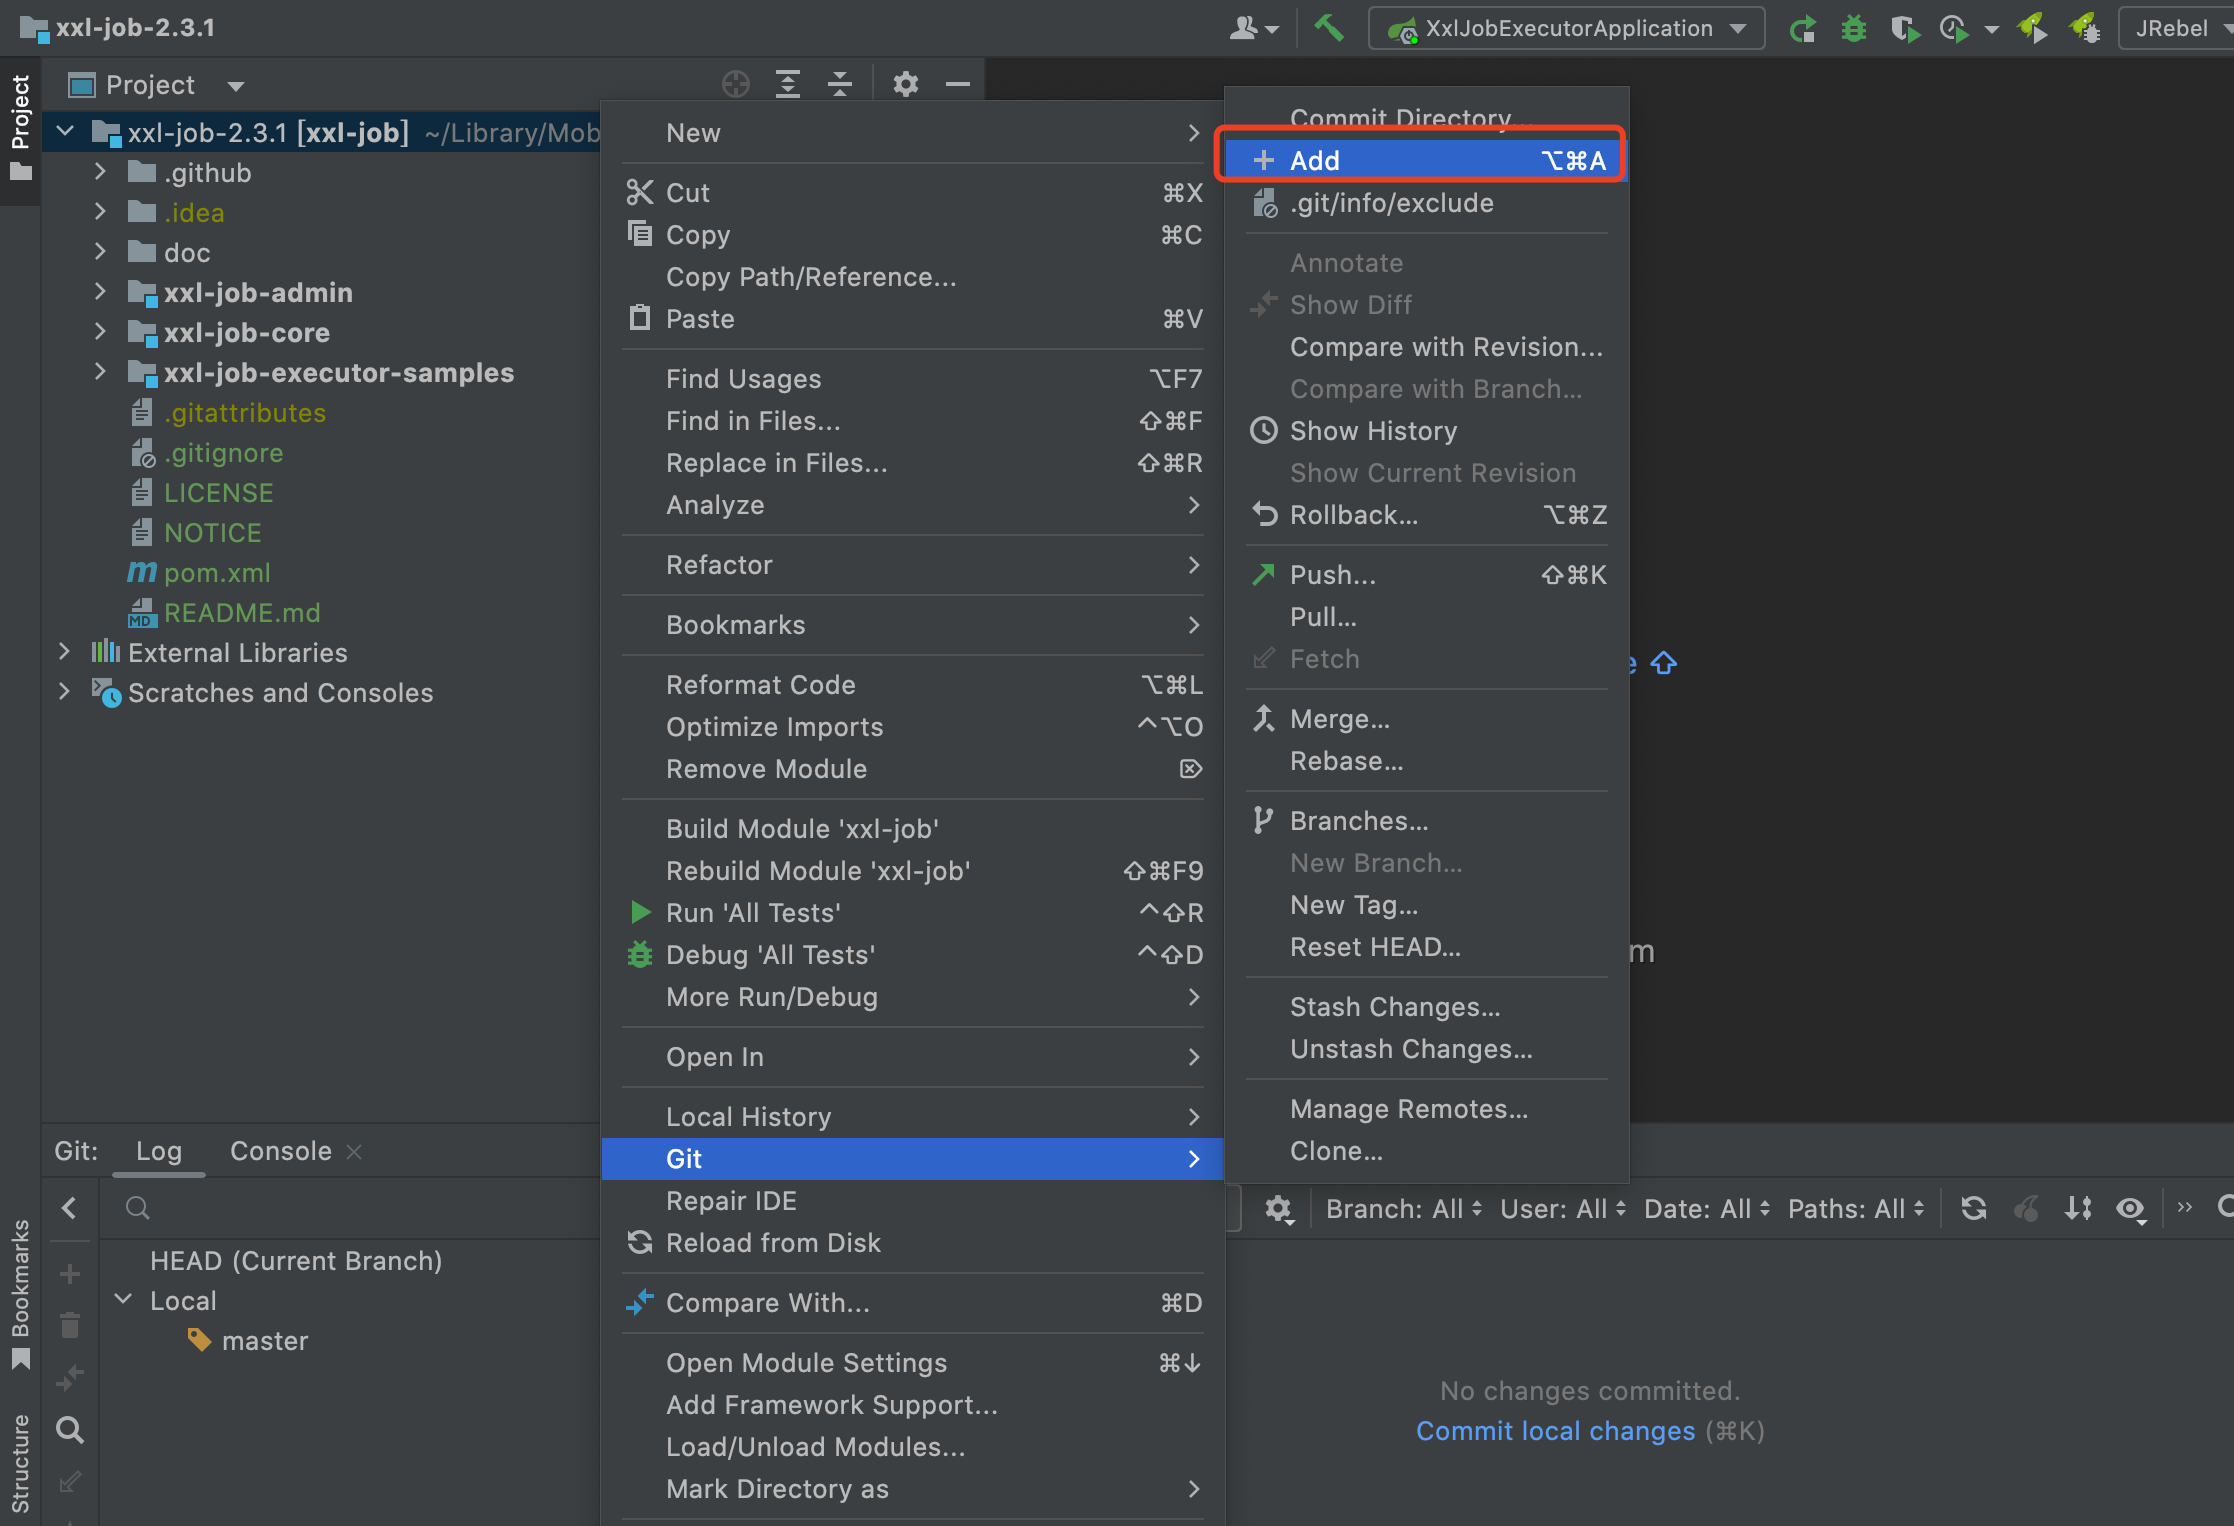 xxl-job-2.3.1
XxlJobExecutorApplication
JRebel
Project
Project
xxl-job-2.3.1 [xxl-job] ~/Library/Mob
.github
.idea
doc
xxl-job-admin
xxl-job-core
xxl-job-executor-samples
.gitattributes
.gitignore
LICENSE
NOTICE
pom.xml
README.md
External Libraries
Scratches and Consoles
New
Cut ⌘X
Copy ⌘C
Copy Path/Reference...
Paste ⌘V
Find Usages ⌥F7
Find in Files... ⇧⌘F
Replace in Files... ⇧⌘R
Analyze
Refactor
Bookmarks
Reformat Code ⌥⌘L
Optimize Imports ^⌥O
Remove Module ⌦
Build Module 'xxl-job'
Rebuild Module 'xxl-job' ⇧⌘F9
Run 'All Tests' ^⇧R
Debug 'All Tests' ^⇧D
More Run/Debug
Open In
Local History
Git
Repair IDE
Reload from Disk
Compare With... ⌘D
Open Module Settings ⌘↓
Add Framework Support...
Load/Unload Modules...
Mark Directory as
Commit Directory...
Add ⌥⌘A
.git/info/exclude
Annotate
Show Diff
Compare with Revision...
Compare with Branch...
Show History
Show Current Revision
Rollback... ⌥⌘Z
Push... ⇧⌘K
Pull...
Fetch
Merge...
Rebase...
Branches...
New Branch...
New Tag...
Reset HEAD...
Stash Changes...
Unstash Changes...
Manage Remotes...
Clone...
e ⇧
m
Git: Log Console
HEAD (Current Branch)
Local
master
Branch: All User: All Date: All Paths: All
No changes committed.
Commit local changes (⌘K)
Bookmarks
Structure
MD